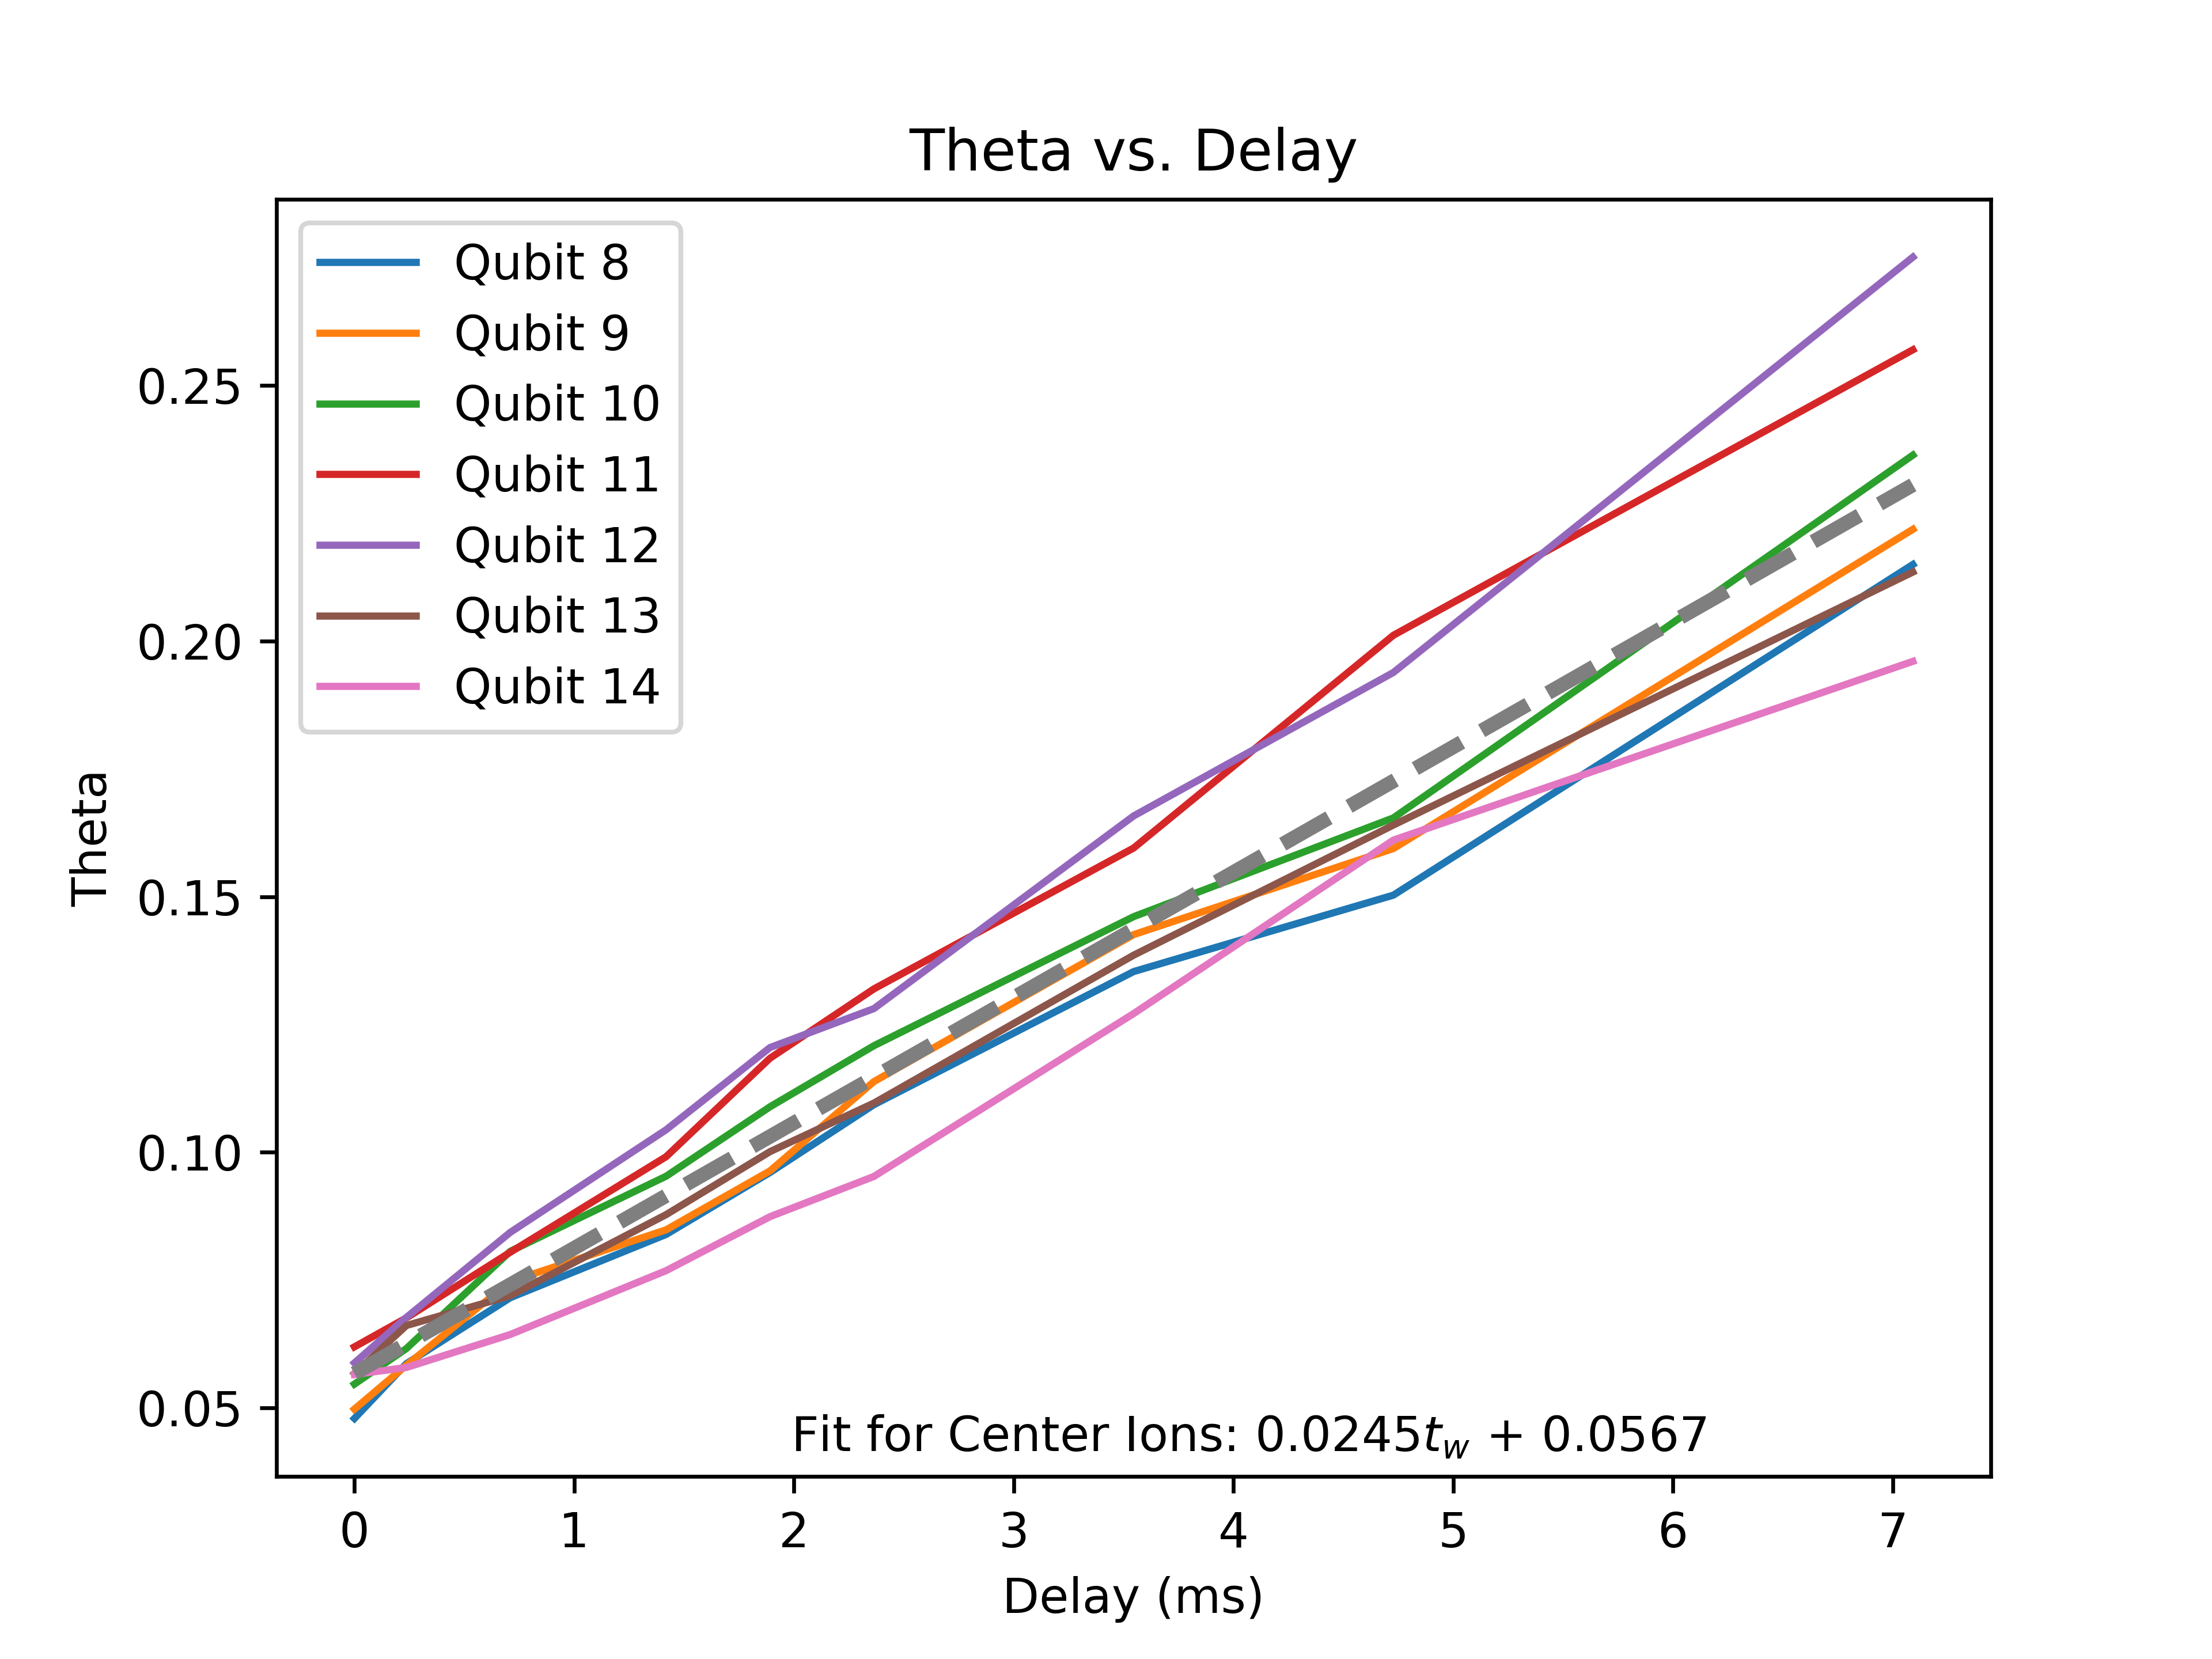 Theta vs. Delay
Qubit 8
Qubit 9
Qubit 10
Qubit 11
Qubit 12
Qubit 13
Qubit 14
0.25
0.20
0.15
0.10
0.05
Theta
Fit for Center Ions: 0.0245t_w + 0.0567
0 1 2 3 4 5 6 7
Delay (ms)